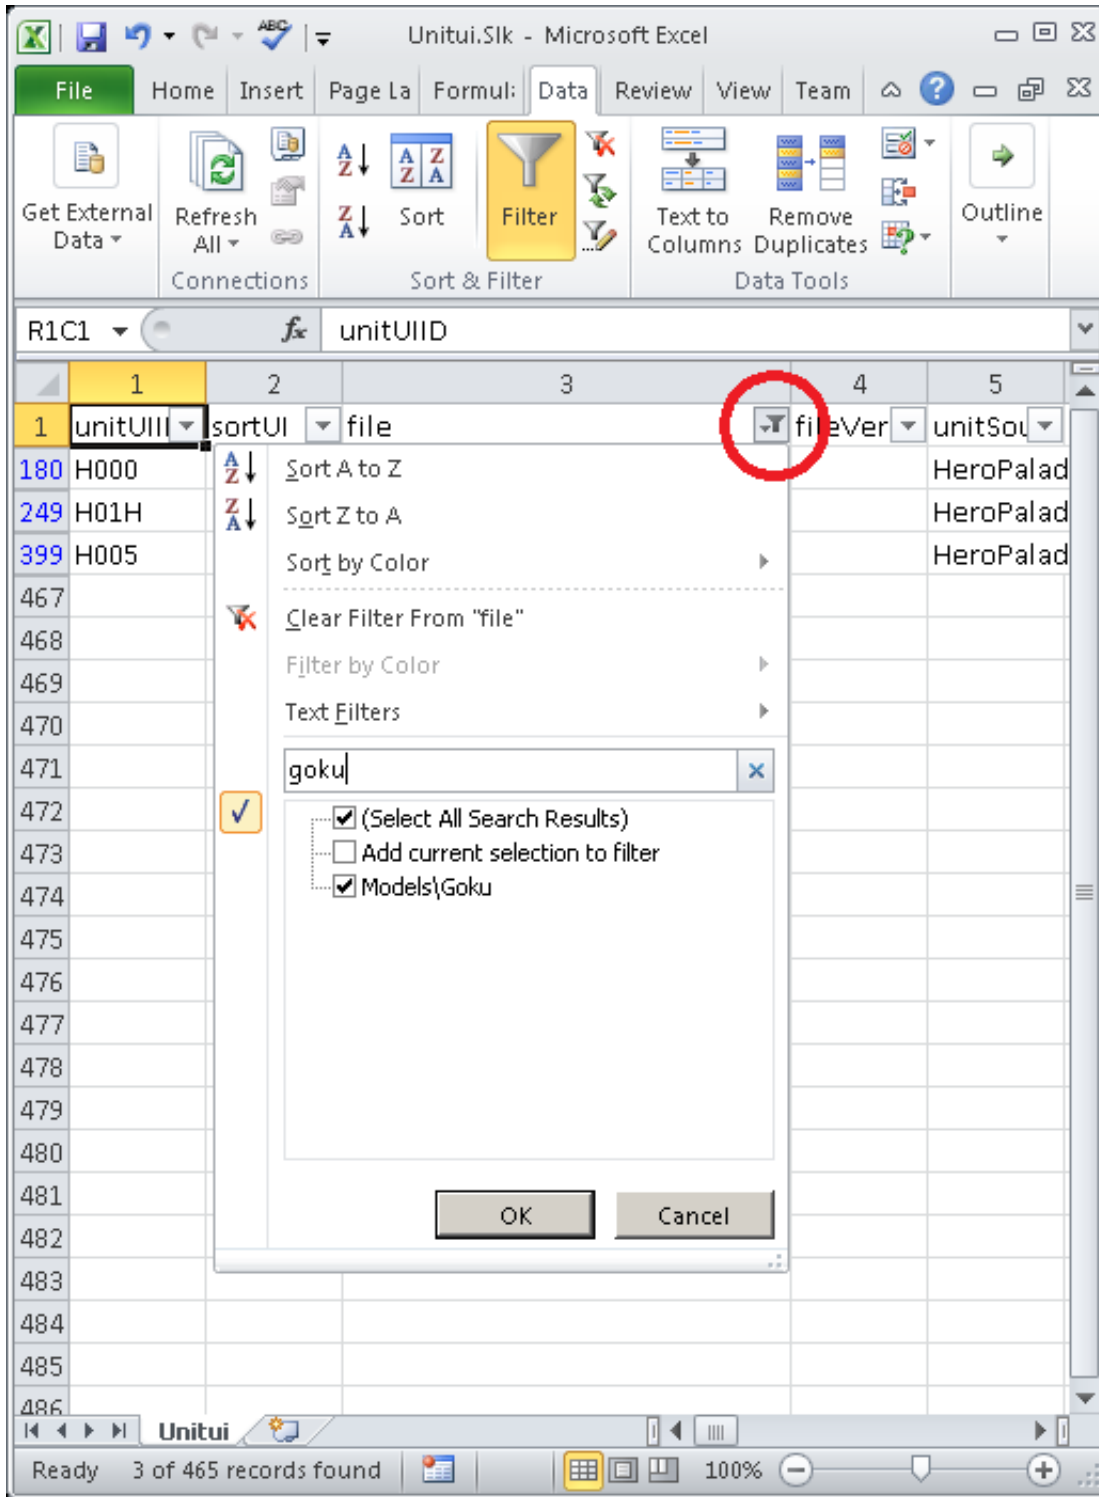 Unitui.Slk - Microsoft Excel
File Home Insert Page La Formul: Data Review View Team
Get External Data
Refresh All
Sort
Filter
Text to Columns
Remove Duplicates
Outline
Connections
Sort & Filter
Data Tools
R1C1 fx unitUIID
1 2 3 4 5
1 unitUII sortUI file fileVer unitSou
180 H000 HeroPalad
249 H01H HeroPalad
399 H005 HeroPalad
467
468
469
470
471
472
473
474
475
476
477
478
479
480
481
482
483
484
485
486
Sort A to Z
Sort Z to A
Sort by Color
Clear Filter From "file"
Filter by Color
Text Filters
goku
(Select All Search Results)
Add current selection to filter
Models\Goku
OK Cancel
Unitui
Ready 3 of 465 records found 100%